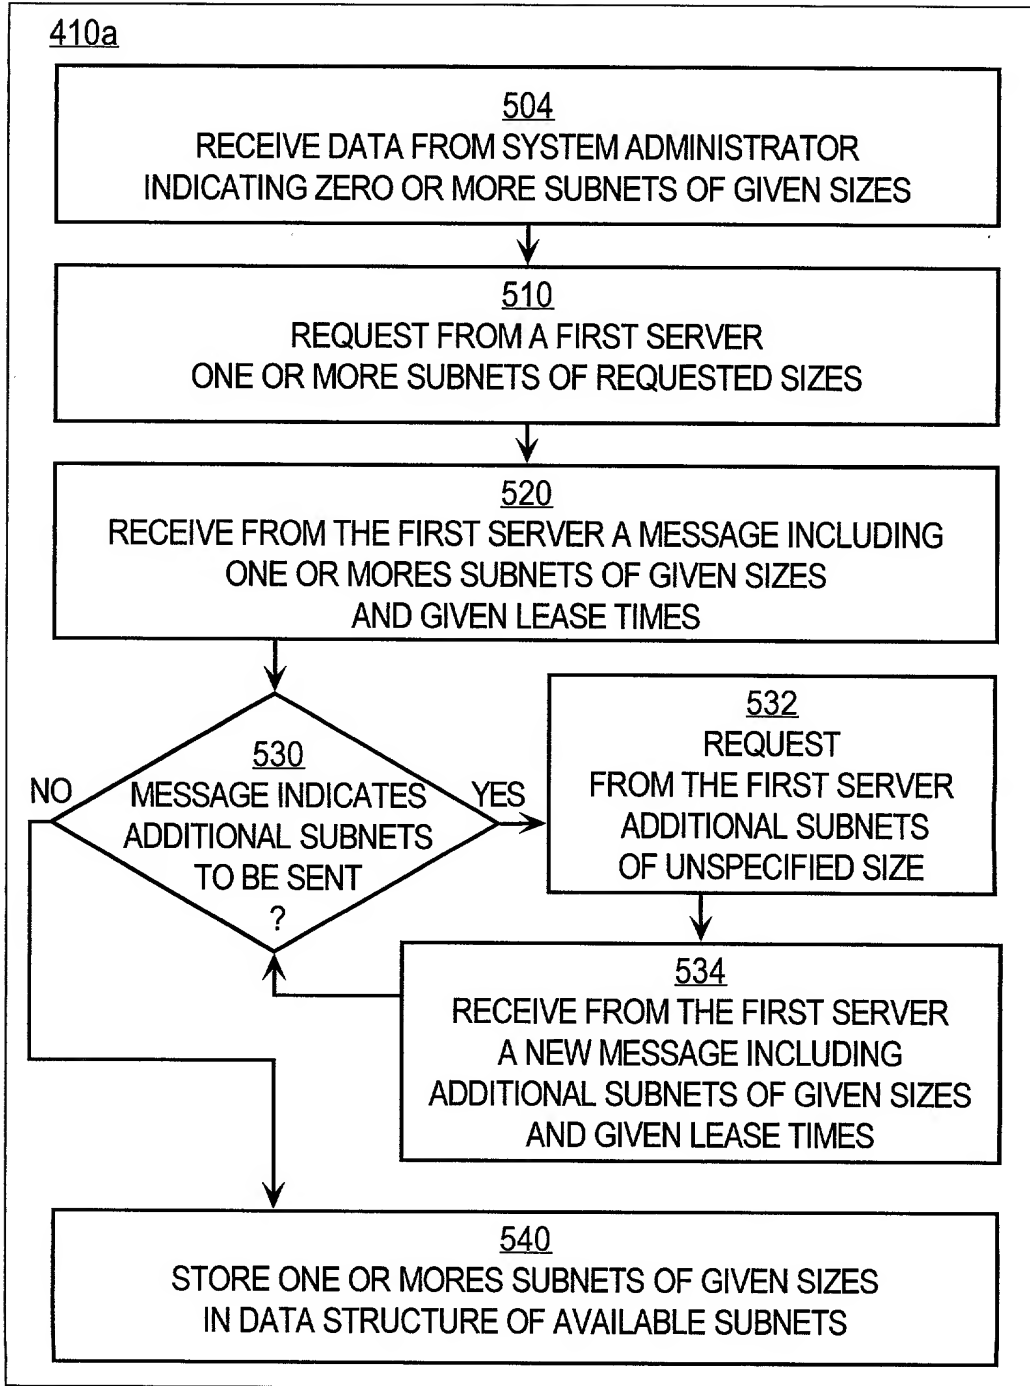 410a
504
RECEIVE DATA FROM SYSTEM ADMINISTRATOR
INDICATING ZERO OR MORE SUBNETS OF GIVEN SIZES
510
REQUEST FROM A FIRST SERVER
ONE OR MORE SUBNETS OF REQUESTED SIZES
520
RECEIVE FROM THE FIRST SERVER A MESSAGE INCLUDING
ONE OR MORES SUBNETS OF GIVEN SIZES
AND GIVEN LEASE TIMES
530
MESSAGE INDICATES
ADDITIONAL SUBNETS
TO BE SENT
?
NO
YES
532
REQUEST
FROM THE FIRST SERVER
ADDITIONAL SUBNETS
OF UNSPECIFIED SIZE
534
RECEIVE FROM THE FIRST SERVER
A NEW MESSAGE INCLUDING
ADDITIONAL SUBNETS OF GIVEN SIZES
AND GIVEN LEASE TIMES
540
STORE ONE OR MORES SUBNETS OF GIVEN SIZES
IN DATA STRUCTURE OF AVAILABLE SUBNETS